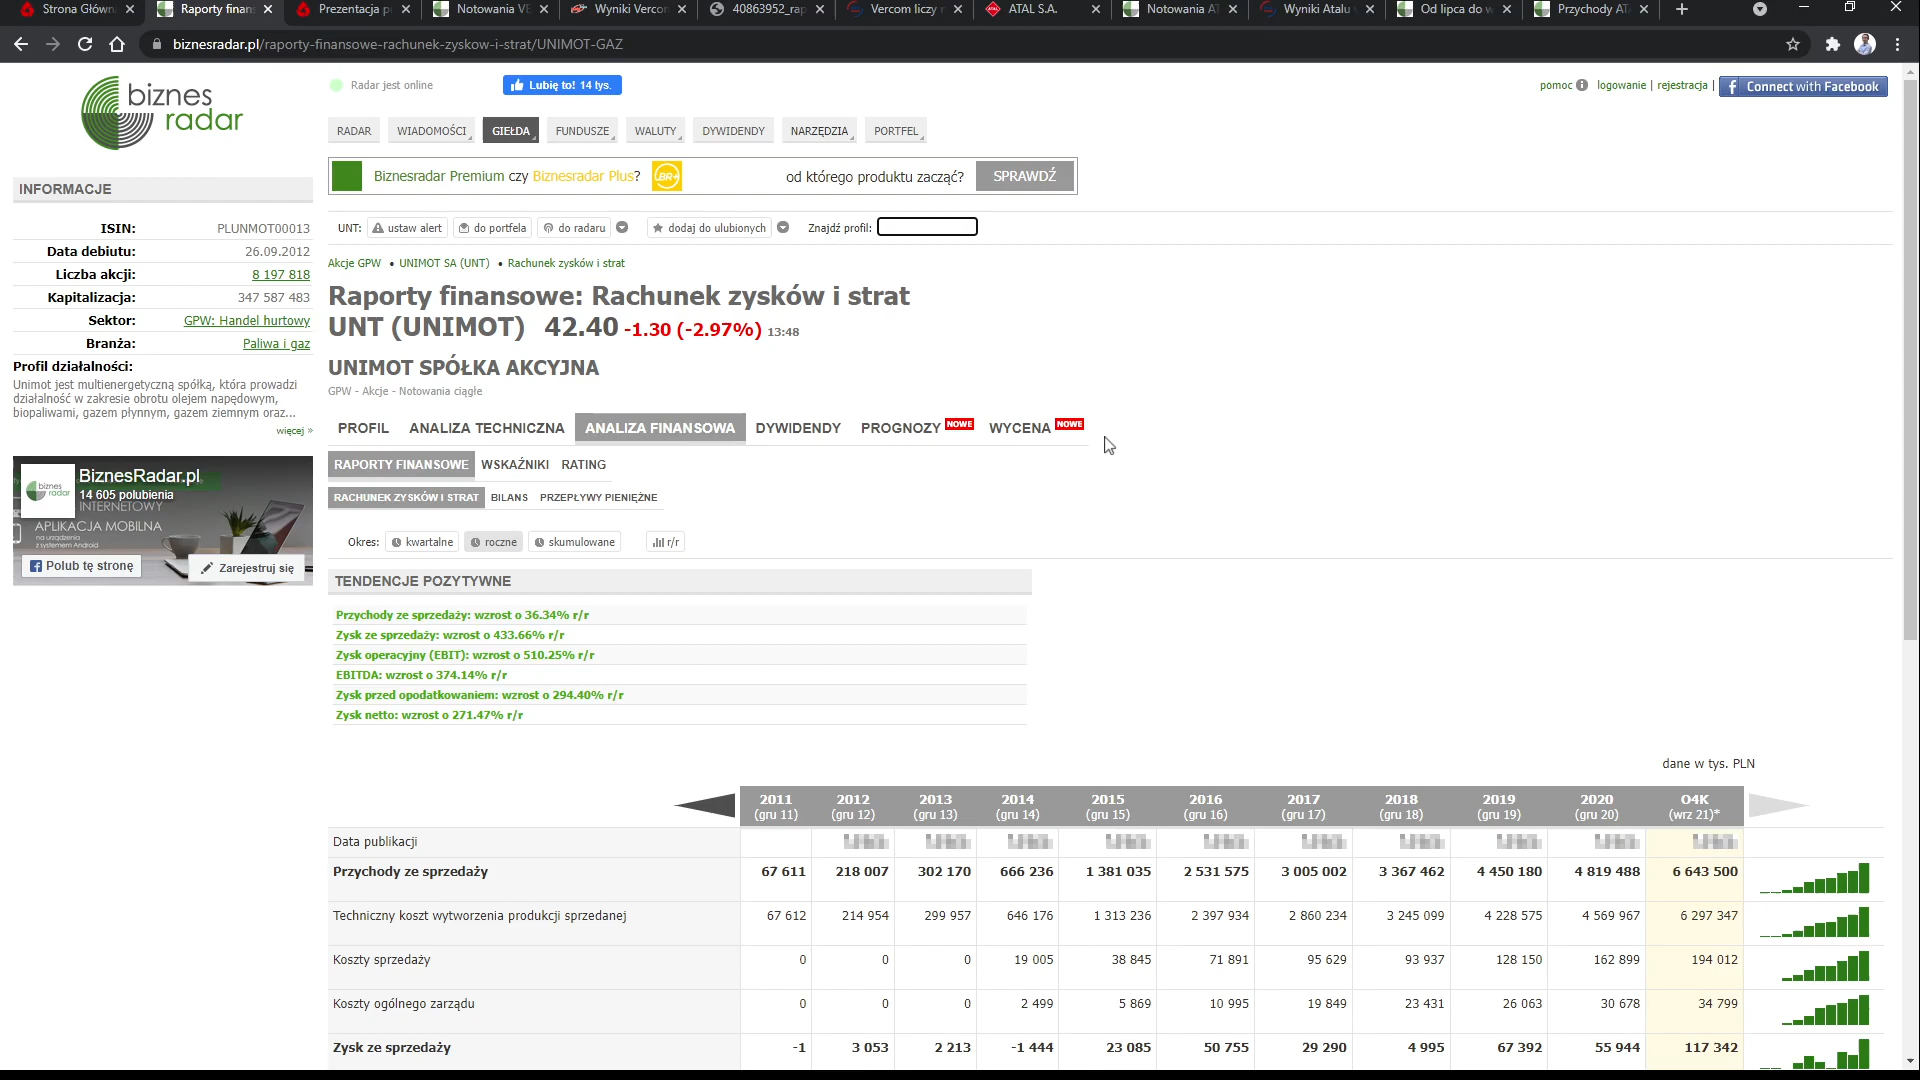 Strona Główn
Raporty finans
Prezentacja p
Notowania VE
Wyniki Vercon
40863952_rap
Vercom liczy r
ATAL S.A.
Notowania AT
Wyniki Atalu
Od lipca do w
Przychody AT
biznesradar.pl/raporty-finansowe-rachunek-zyskow-i-strat/UNIMOT-GAZ
biznes
radar
Radar jest online
Lubię to! 14 tys.
pomoc logowanie | rejestracja |
Connect with Facebook
RADAR WIADOMOŚCI GIEŁDA FUNDUSZE WALUTY DYWIDENDY NARZĘDZIA PORTFEL
Biznesradar Premium czy Biznesradar Plus? BR+ od którego produktu zacząć? SPRAWDŹ
INFORMACJE
ISIN: PLUNMOT00013
Data debiutu: 26.09.2012
Liczba akcji: 8 197 818
Kapitalizacja: 347 587 483
Sektor: GPW: Handel hurtowy
Branża: Paliwa i gaz
Profil działalności:
Unimot jest multienergetyczną spółką, która prowadzi
działalność w zakresie obrotu olejem napędowym,
biopaliwami, gazem płynnym, gazem ziemnym oraz...
więcej »
BiznesRadar.pl
14 605 polubienia
INTERNETOWY
APLIKACJA MOBILNA
na urządzenia
z systemem Android
Polub tę stronę
Zarejestruj się
UNT: ustaw alert do portfela do radaru dodaj do ulubionych Znajdź profil:
Akcje GPW • UNIMOT SA (UNT) • Rachunek zysków i strat
Raporty finansowe: Rachunek zysków i strat
UNT (UNIMOT) 42.40 -1.30 (-2.97%) 13:48
UNIMOT SPÓŁKA AKCYJNA
GPW - Akcje - Notowania ciągłe
PROFIL ANALIZA TECHNICZNA ANALIZA FINANSOWA DYWIDENDY PROGNOZY NOWE WYCENA NOWE
RAPORTY FINANSOWE WSKAŹNIKI RATING
RACHUNEK ZYSKÓW I STRAT BILANS PRZEPŁYWY PIENIĘŻNE
Okres: kwartalne roczne skumulowane r/r
TENDENCJE POZYTYWNE
Przychody ze sprzedaży: wzrost o 36.34% r/r
Zysk ze sprzedaży: wzrost o 433.66% r/r
Zysk operacyjny (EBIT): wzrost o 510.25% r/r
EBITDA: wzrost o 374.14% r/r
Zysk przed opodatkowaniem: wzrost o 294.40% r/r
Zysk netto: wzrost o 271.47% r/r
dane w tys. PLN
2011 2012 2013 2014 2015 2016 2017 2018 2019 2020 O4K
(gru 11) (gru 12) (gru 13) (gru 14) (gru 15) (gru 16) (gru 17) (gru 18) (gru 19) (gru 20) (wrz 21)*
Data publikacji
Przychody ze sprzedaży 67 611 218 007 302 170 666 236 1 381 035 2 531 575 3 005 002 3 367 462 4 450 180 4 819 488 6 643 500
Techniczny koszt wytworzenia produkcji sprzedanej 67 612 214 954 299 957 646 176 1 313 236 2 397 934 2 860 234 3 245 099 4 228 575 4 569 967 6 297 347
Koszty sprzedaży 0 0 0 19 005 38 845 71 891 95 629 93 937 128 150 162 899 194 012
Koszty ogólnego zarządu 0 0 0 2 499 5 869 10 995 19 849 23 431 26 063 30 678 34 799
Zysk ze sprzedaży -1 3 053 2 213 -1 444 23 085 50 755 29 290 4 995 67 392 55 944 117 342